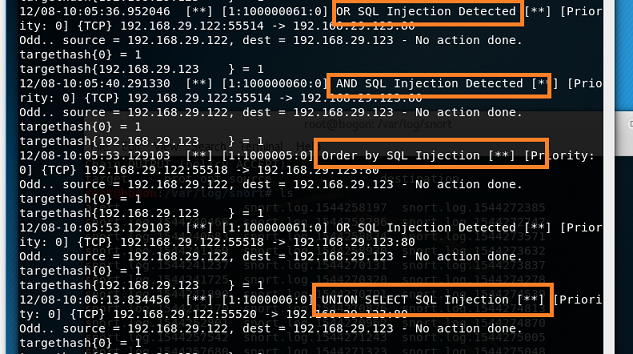 12/08-10:05:36.952046  [**] [1:100000061:0] OR SQL Injection Detected [**] [Prior
ity: 0] {TCP} 192.168.29.122:55514 -> 192.168.29.123:80
Odd.. source = 192.168.29.122, dest = 192.168.29.123 - No action done.
targethash{0} = 1
targethash{192.168.29.123    } = 1
12/08-10:05:40.291330  [**] [1:100000060:0] AND SQL Injection Detected [**] [Prio
rity: 0] {TCP} 192.168.29.122:55514 -> 192.168.29.123:80
Odd.. source = 192.168.29.122, dest = 192.168.29.123 - No action done.
targethash{0} = 1
targethash{192.168.29.123    } = 1
12/08-10:05:53.129103  [**] [1:1000005:0] Order by SQL Injection [**] [Priority:
0] {TCP} 192.168.29.122:55518 -> 192.168.29.123:80
Odd.. source = 192.168.29.122, dest = 192.168.29.123 - No action done.
targethash{0} = 1
targethash{192.168.29.123    } = 1
12/08-10:05:53.129103  [**] [1:100000061:0] OR SQL Injection Detected [**] [Prior
ity: 0] {TCP} 192.168.29.122:55518 -> 192.168.29.123:80
Odd.. source = 192.168.29.122, dest = 192.168.29.123 - No action done.
targethash{0} = 1
targethash{192.168.29.123    } = 1
12/08-10:06:13.834456  [**] [1:1000006:0] UNION SELECT SQL Injection [**] [Priori
ty: 0] {TCP} 192.168.29.122:55520 -> 192.168.29.123:80
Odd.. source = 192.168.29.122, dest = 192.168.29.123 - No action done.
targethash{0} = 1